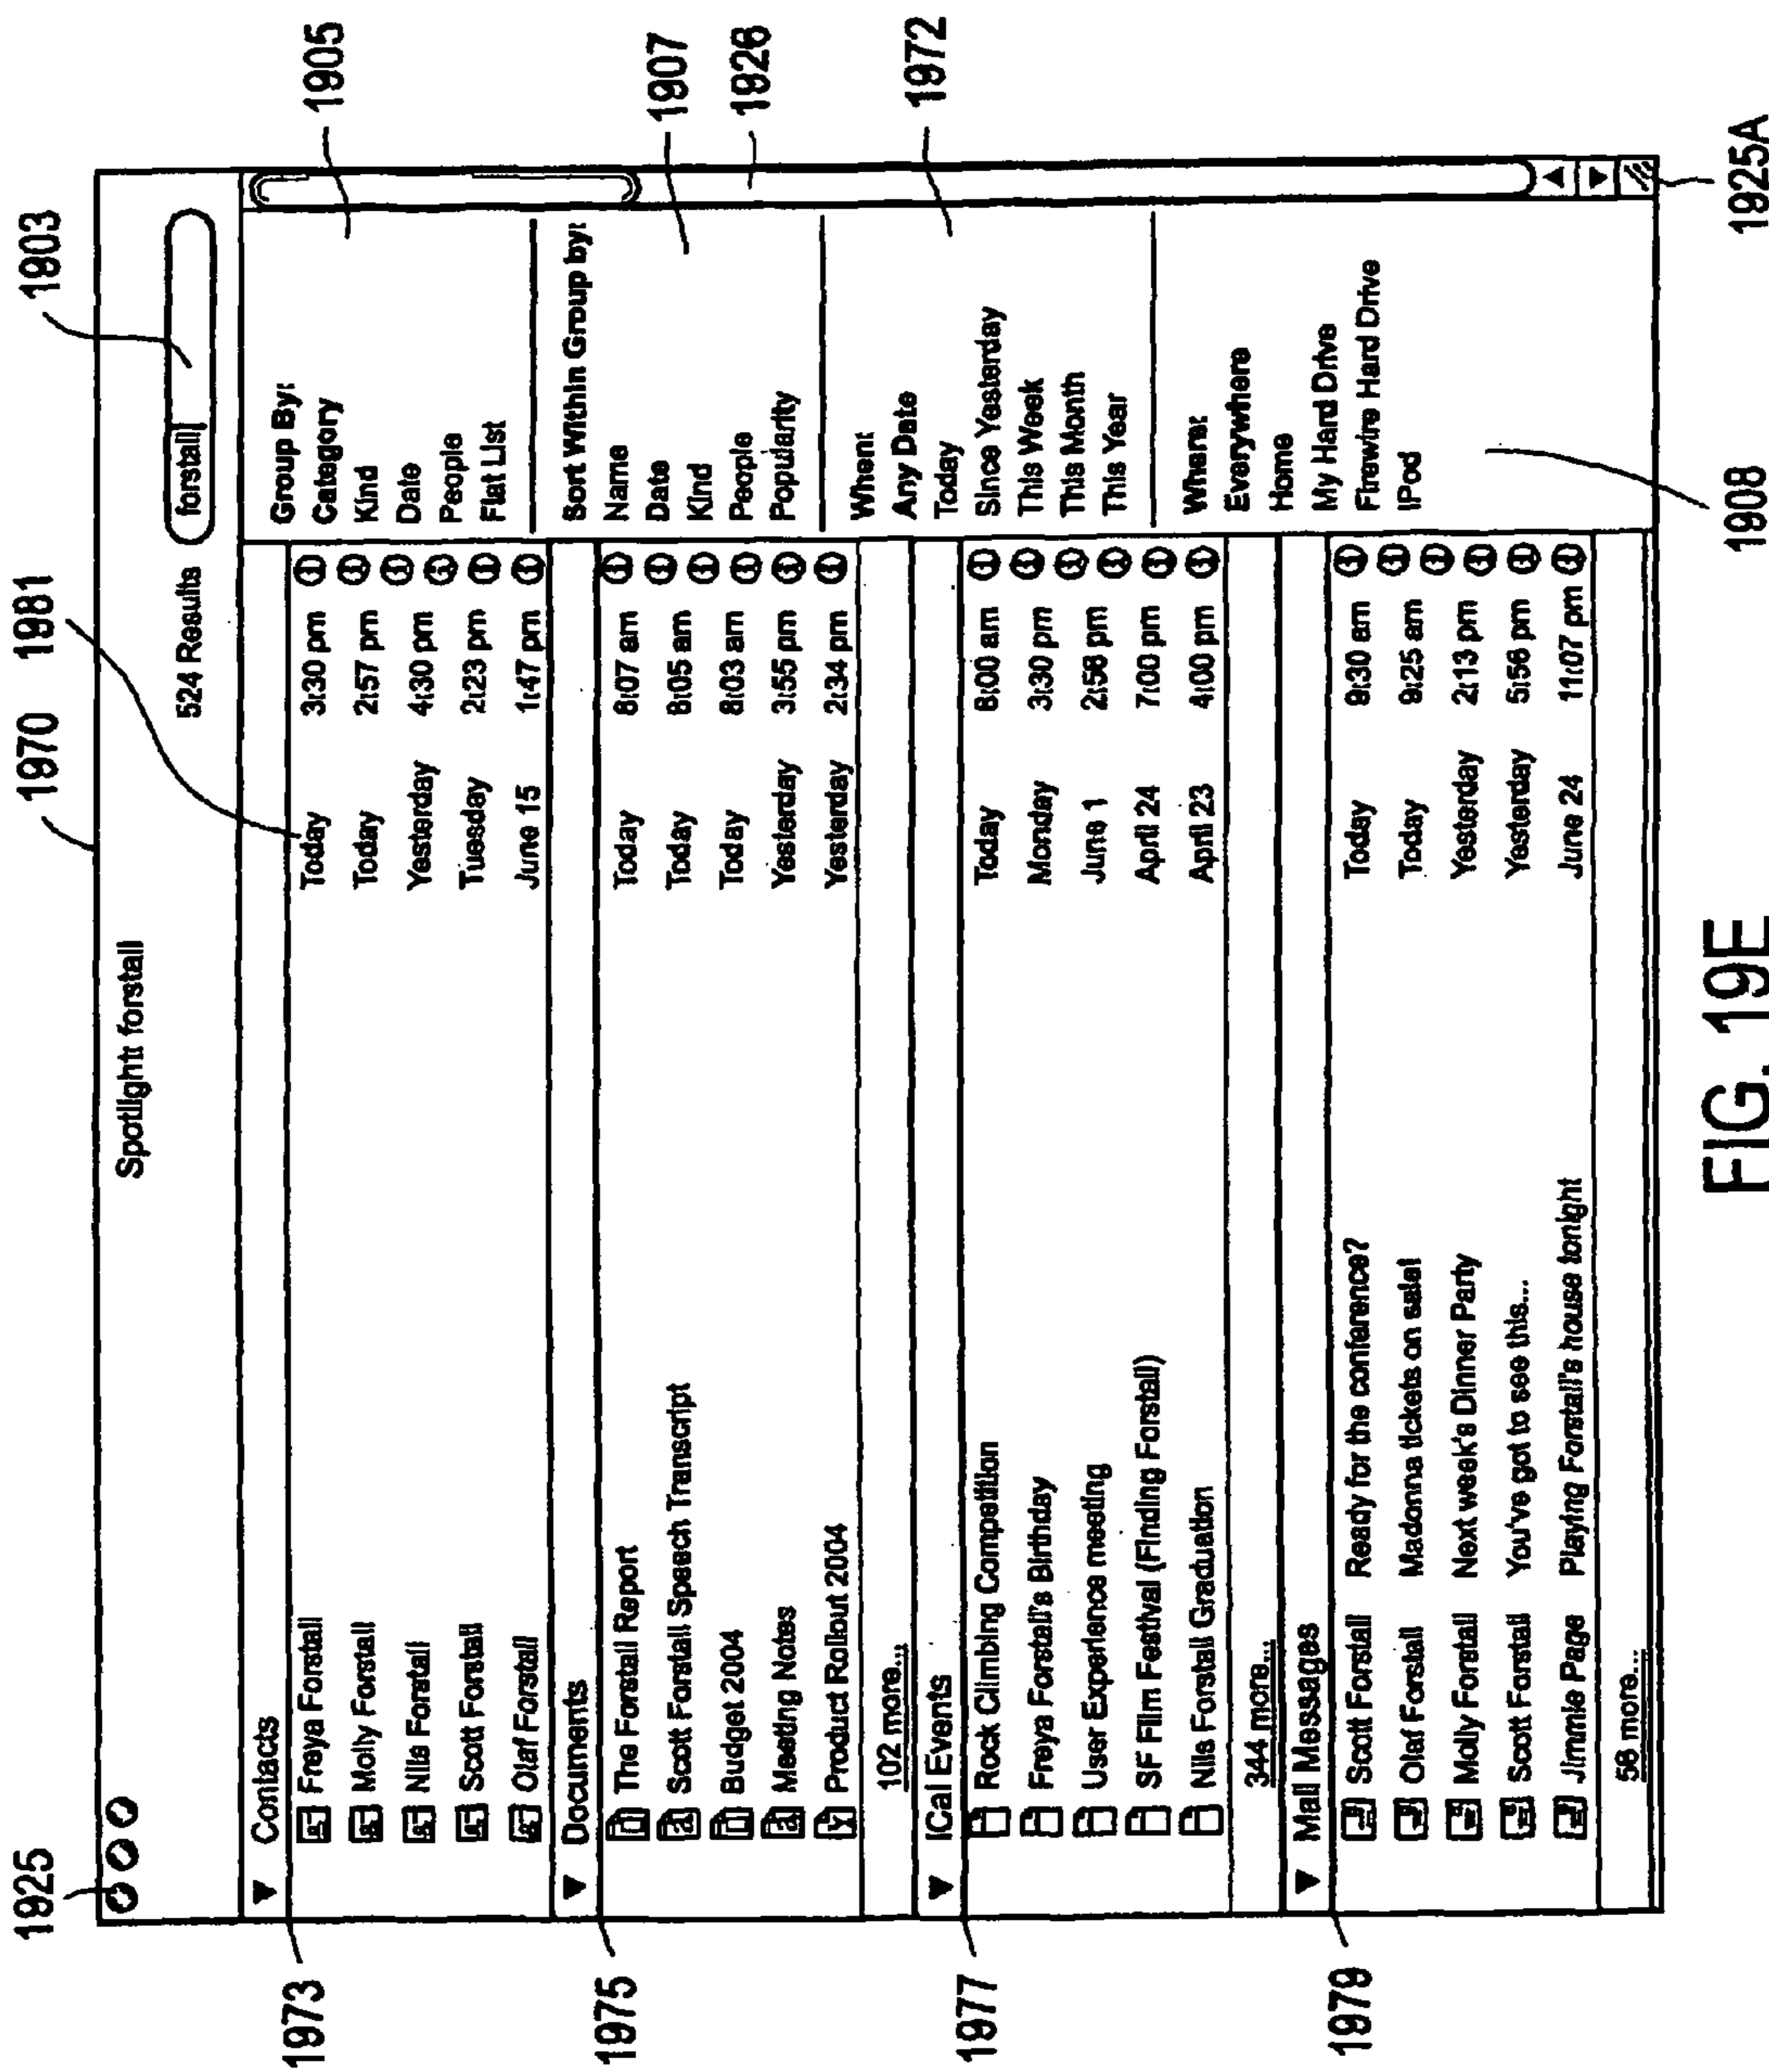 1925
1970
1981
1903
Spotlight: forstall
524 Results
forstall
1973
Contacts
Freya Forstall Today 3:30 pm
Molly Forstall Today 2:57 pm
Nils Forstall Yesterday 4:30 pm
Scott Forstall Tuesday 2:23 pm
Olaf Forstall June 15 1:47 pm
1975
Documents
The Forstall Report Today 8:07 am
Scott Forstall Speech Transcript Today 8:05 am
Budget 2004 Today 8:03 am
Meeting Notes Yesterday 3:55 pm
Product Rollout 2004 Yesterday 2:34 pm
102 more...
1977
iCal Events
Rock Climbing Competition Today 8:00 am
Freya Forstall's Birthday Monday 3:30 pm
User Experience meeting June 1 2:58 pm
SF Film Festival (Finding Forstall) April 24 7:00 pm
Nils Forstall Graduation April 23 4:00 pm
344 more...
1979
Mail Messages
Scott Forstall Ready for the conference? Today 9:30 am
Olaf Forstall Madonna tickets on sale! Today 9:25 am
Molly Forstall Next week's Dinner Party Yesterday 2:13 pm
Scott Forstall You've got to see this... Yesterday 5:56 pm
Jimmie Page Playing Forstall's house tonight June 24 11:07 pm
56 more...
Group By:
Category
Kind
Date
People
Flat List
1905
Sort Within Group by:
Name
Date
Kind
People
Popularity
1907
1926
When:
Any Date
Today
Since Yesterday
This Week
This Month
This Year
1972
Where:
Everywhere
Home
My Hard Drive
Firewire Hard Drive
iPod
1908
1925A
FIG. 19E